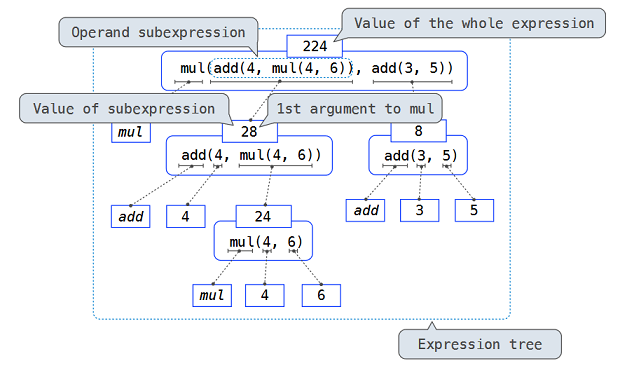 Operand subexpression
Value of the whole expression
224
mul(add(4, mul(4, 6)), add(3, 5))
Value of subexpression
1st argument to mul
mul
28
8
add(4, mul(4, 6))
add(3, 5)
add
4
24
add
3
5
mul(4, 6)
mul
4
6
Expression tree